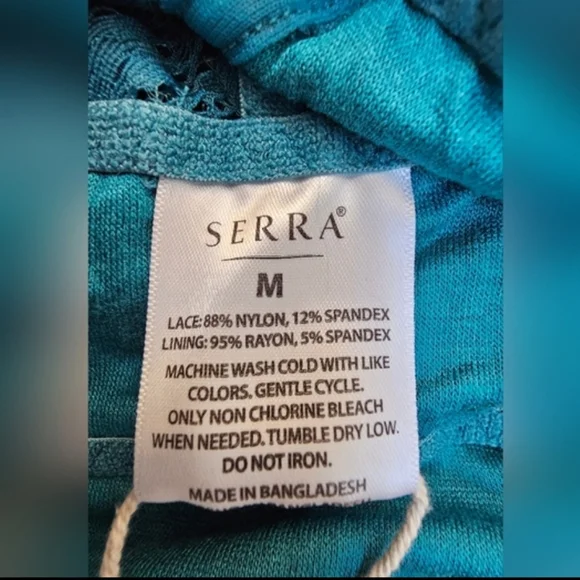 SERRA®
M
LACE: 88% NYLON, 12% SPANDEX
LINING: 95% RAYON, 5% SPANDEX
MACHINE WASH COLD WITH LIKE
COLORS. GENTLE CYCLE.
ONLY NON CHLORINE BLEACH
WHEN NEEDED. TUMBLE DRY LOW.
DO NOT IRON.
MADE IN BANGLADESH